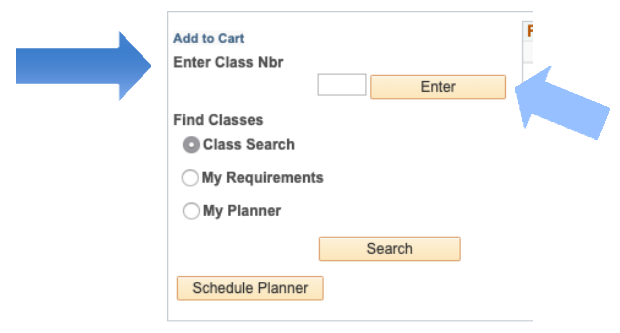 Add to Cart
Enter Class Nbr
Enter
Find Classes
Class Search
My Requirements
My Planner
Search
Schedule Planner